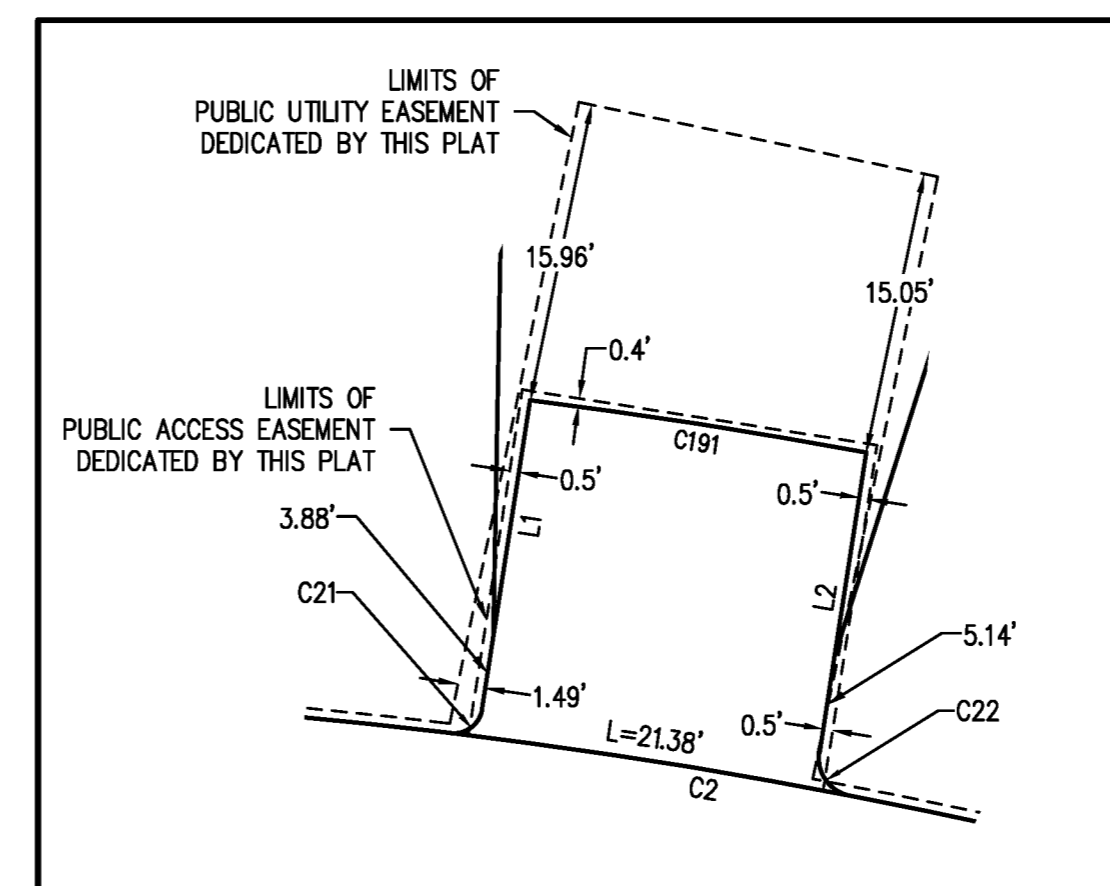 LIMITS OF
PUBLIC UTILITY EASEMENT
DEDICATED BY THIS PLAT
15.96'
15.05'
0.4'
LIMITS OF
PUBLIC ACCESS EASEMENT
DEDICATED BY THIS PLAT
C191
0.5'
0.5'
3.88'
L1
C21
L2
5.14'
1.49'
C22
0.5'
L=21.38'
C2